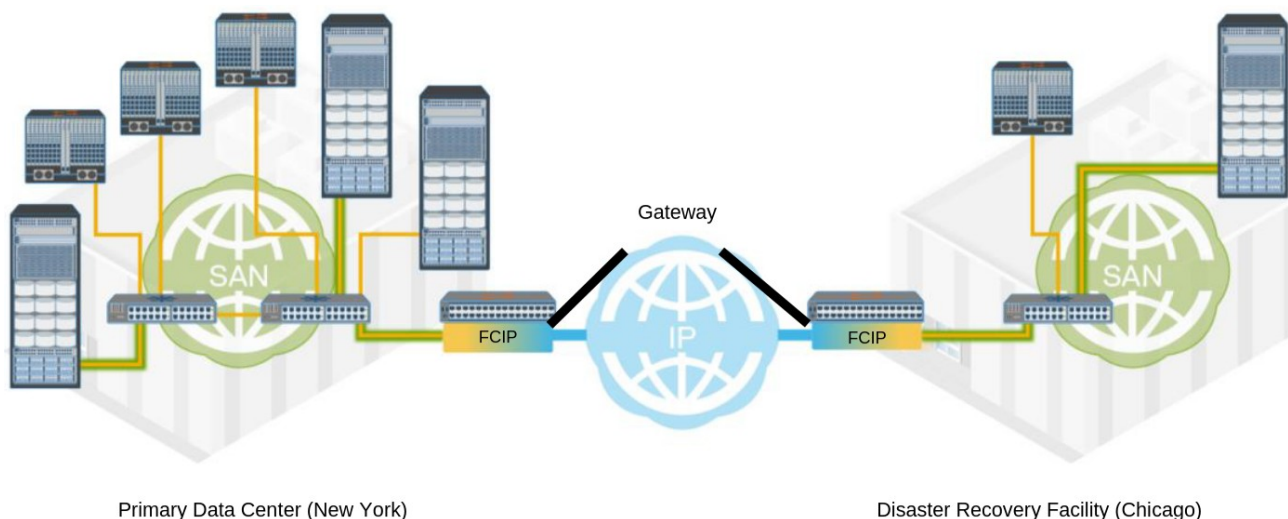 Gateway
SAN
SAN
IP
FCIP
FCIP
Primary Data Center (New York)
Disaster Recovery Facility (Chicago)